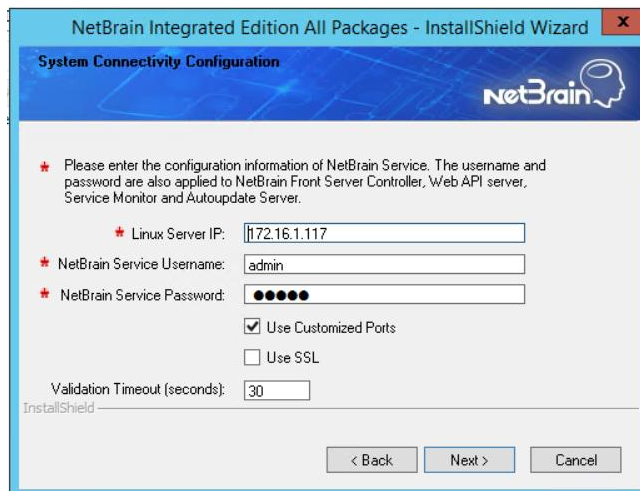 NetBrain Integrated Edition All Packages - InstallShield Wizard x
System Connectivity Configuration
NetBrain
* Please enter the configuration information of NetBrain Service. The username and
password are also applied to NetBrain Front Server Controller, Web API server,
Service Monitor and Autoupdate Server.
* Linux Server IP: 172.16.1.117
* NetBrain Service Username: admin
* NetBrain Service Password: ●●●●●
Use Customized Ports
Use SSL
Validation Timeout (seconds): 30
InstallShield
< Back Next > Cancel